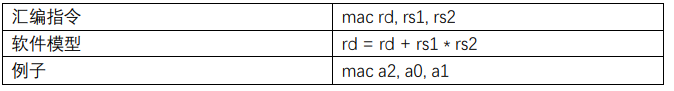 汇编指令 mac rd, rs1, rs2
软件模型 rd = rd + rs1 * rs2
例子 mac a2, a0, a1